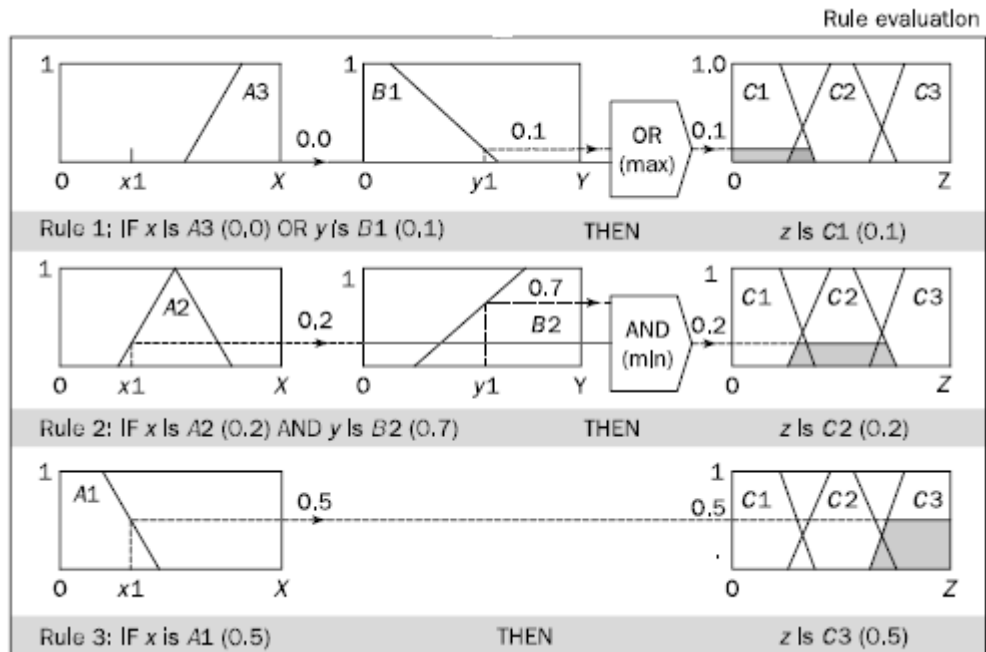 Rule evaluation
1 A3 1 B1 1.0 C1 C2 C3
0.0 0.1 OR (max) 0.1
0 x1 X 0 y1 Y 0 Z
Rule 1: IF x is A3 (0.0) OR y is B1 (0.1) THEN z is C1 (0.1)
1 A2 1 0.7 B2 1 C1 C2 C3
0.2 AND (min) 0.2
0 x1 X 0 y1 Y 0 Z
Rule 2: IF x is A2 (0.2) AND y is B2 (0.7) THEN z is C2 (0.2)
1 A1 0.5 1 0.5 C1 C2 C3
0 x1 X 0 Z
Rule 3: IF x is A1 (0.5) THEN z is C3 (0.5)